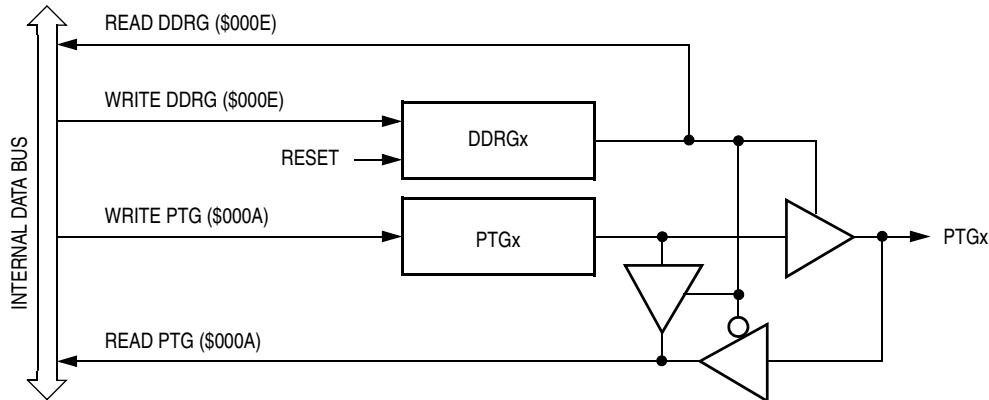 READ DDRG ($000E)
WRITE DDRG ($000E)
DDRGx
RESET
WRITE PTG ($000A)
PTGx
PTGx
READ PTG ($000A)
INTERNAL DATA BUS